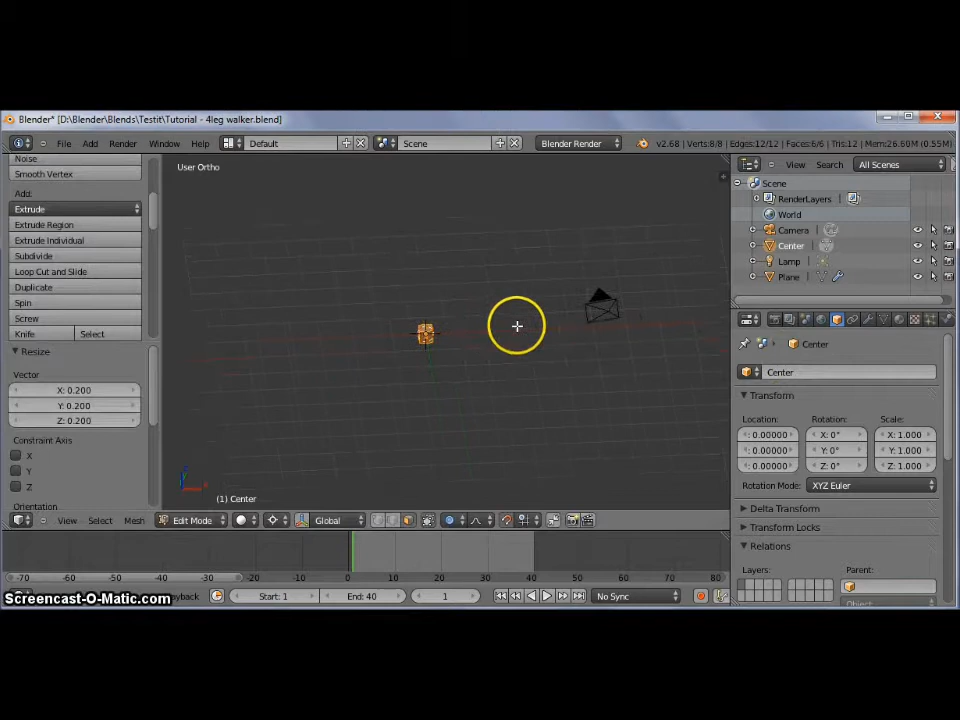 Blender* [D:\Blender\Blends\Testit\Tutorial - 4leg walker.blend]
File Add Render Window Help Default Scene Blender Render v2.68 | Verts:8/8 | Edges:12/12 | Faces:6/6 | Tris:12 | Mem:26.80M (0.55M)
Noise
Smooth Vertex
Add:
Extrude
Extrude Region
Extrude Individual
Subdivide
Loop Cut and Slide
Duplicate
Spin
Screw
Knife Select
Resize
Vector
X: 0.200
Y: 0.200
Z: 0.200
Constraint Axis
X
Y
Z
Orientation
User Ortho
(1) Center
View Select Mesh Edit Mode Global
View Search All Scenes
Scene
RenderLayers
World
Camera
Center
Lamp
Plane
Center
Center
Transform
Location: Rotation: Scale:
: 0.00000 X: 0° X: 1.000
: 0.00000 Y: 0° Y: 1.000
: 0.00000 Z: 0° Z: 1.000
Rotation Mode: XYZ Euler
Delta Transform
Transform Locks
Relations
Layers: Parent:
-70 -60 -50 -40 -30 -20 -10 0 10 20 30 40 50 60 70 80
Screencast-O-Matic.com
Playback Start: 1 End: 40 1 No Sync